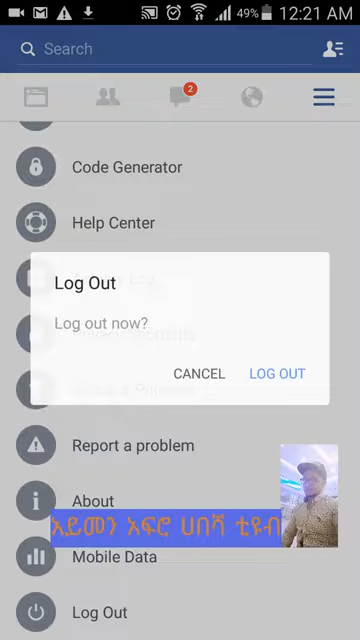 49% 12:21 AM
Search
2
Code Generator
Help Center
Log Out
Log out now?
CANCEL LOG OUT
Report a problem
About
አይመን አፍሮ ሀበሻ ቲዩብ
Mobile Data
Log Out